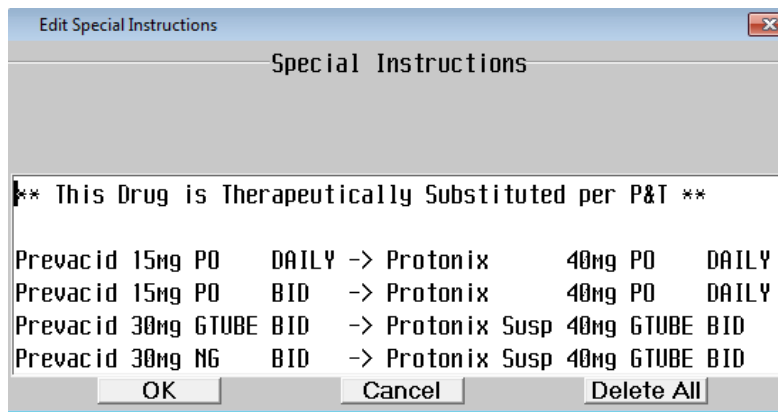 Edit Special Instructions
Special Instructions
** This Drug is Therapeutically Substituted per P&T **
Prevacid 15mg PO DAILY -> Protonix 40mg PO DAILY
Prevacid 15mg PO BID -> Protonix 40mg PO DAILY
Prevacid 30mg GTUBE BID -> Protonix Susp 40mg GTUBE BID
Prevacid 30mg NG BID -> Protonix Susp 40mg GTUBE BID
OK Cancel Delete All